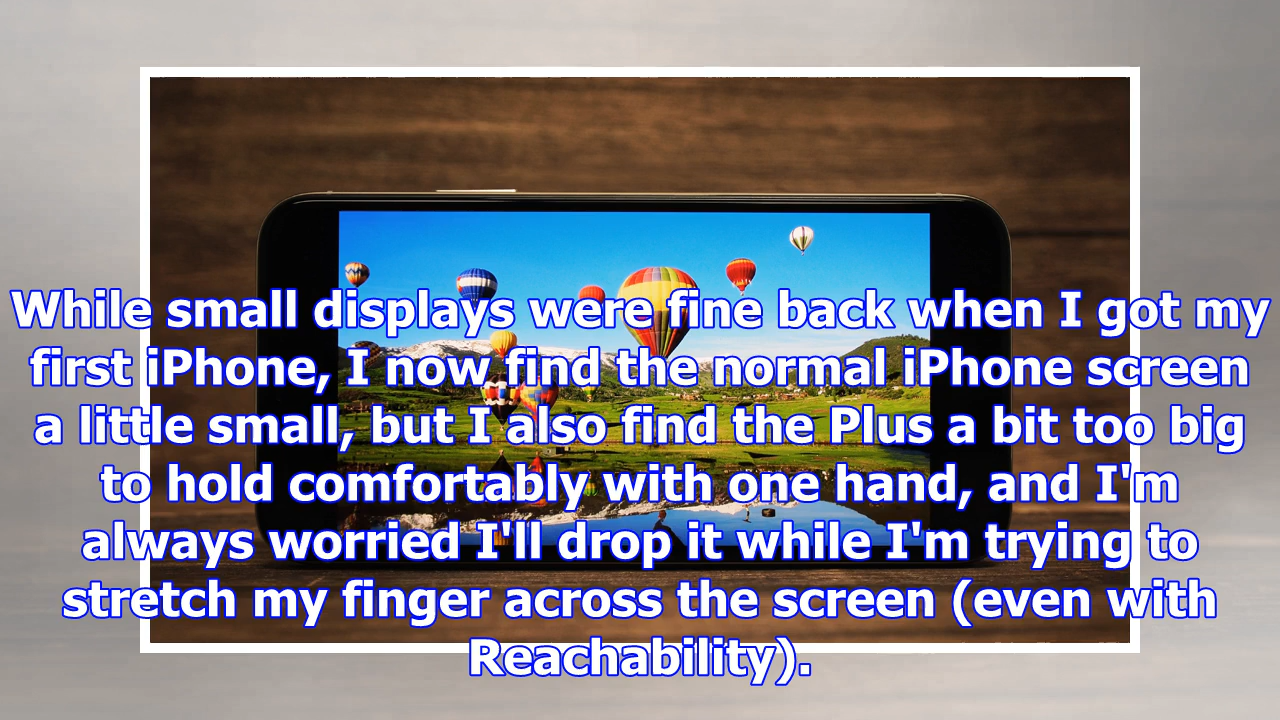 While small displays were fine back when I got my
first iPhone, I now find the normal iPhone screen
a little small, but I also find the Plus a bit too big
to hold comfortably with one hand, and I'm
always worried I'll drop it while I'm trying to
stretch my finger across the screen (even with
Reachability).